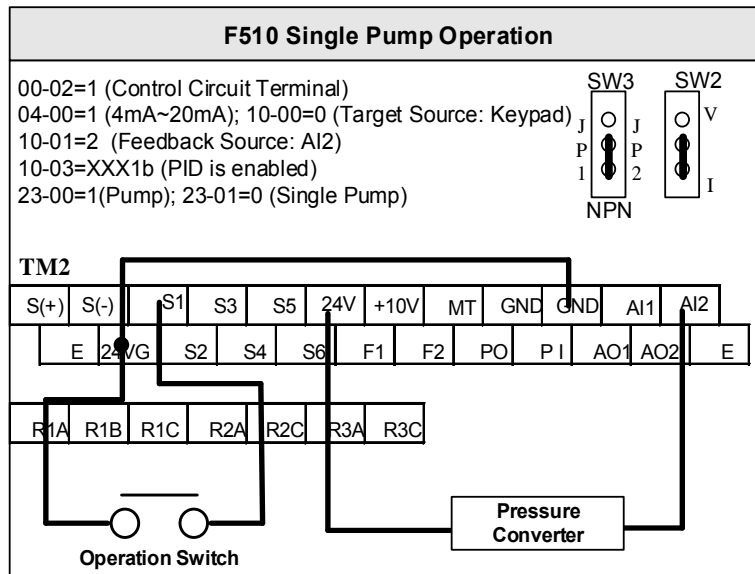 F510 Single Pump Operation
00-02=1 (Control Circuit Terminal)
04-00=1 (4mA~20mA); 10-00=0 (Target Source: Keypad)
10-01=2 (Feedback Source: AI2)
10-03=XXX1b (PID is enabled)
23-00=1(Pump); 23-01=0 (Single Pump)
SW3 SW2
J J V
P P
1 2 I
NPN
TM2
S(+) S(-) S1 S3 S5 24V +10V MT GND GND AI1 AI2
E 24VG S2 S4 S6 F1 F2 PO P I AO1 AO2 E
R1A R1B R1C R2A R2C R3A R3C
Pressure
Converter
Operation Switch